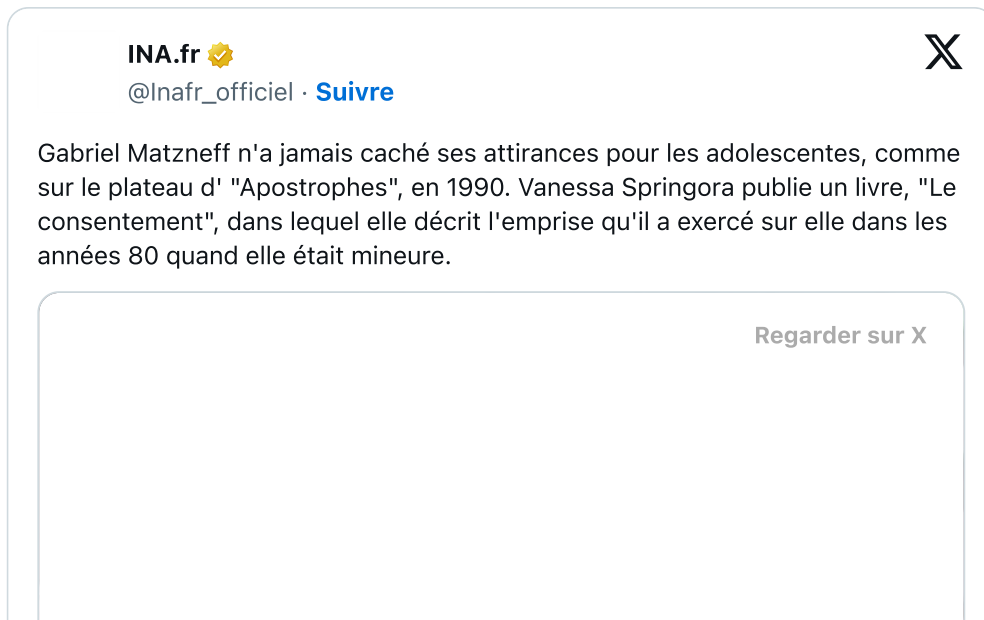 INA.fr
@Inafr_officiel · Suivre
Gabriel Matzneff n'a jamais caché ses attirances pour les adolescentes, comme
sur le plateau d' "Apostrophes", en 1990. Vanessa Springora publie un livre, "Le
consentement", dans lequel elle décrit l'emprise qu'il a exercé sur elle dans les
années 80 quand elle était mineure.
Regarder sur X